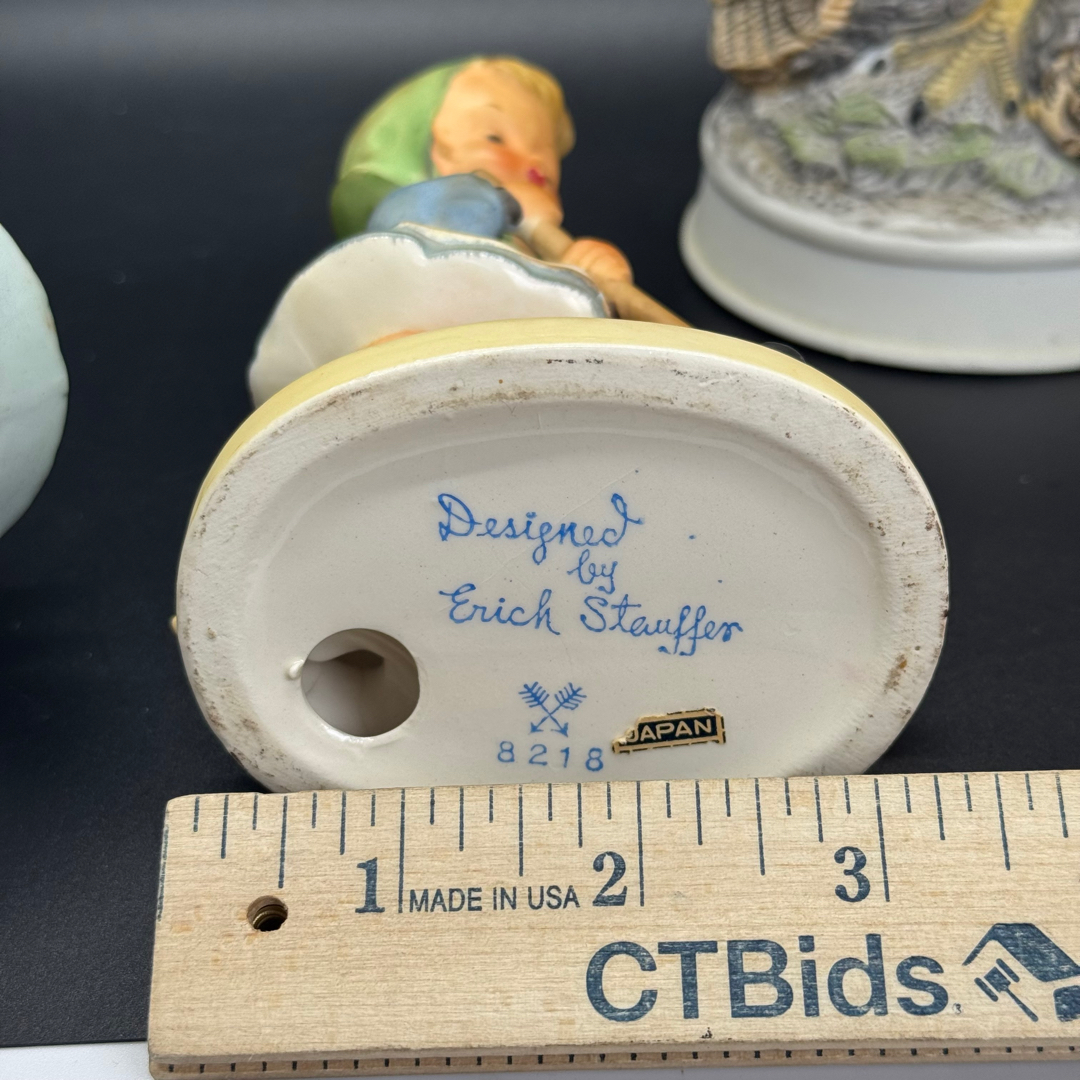 Designed
by
Erich Stauffer
8218
JAPAN
1 MADE IN USA 2 3
CTBids